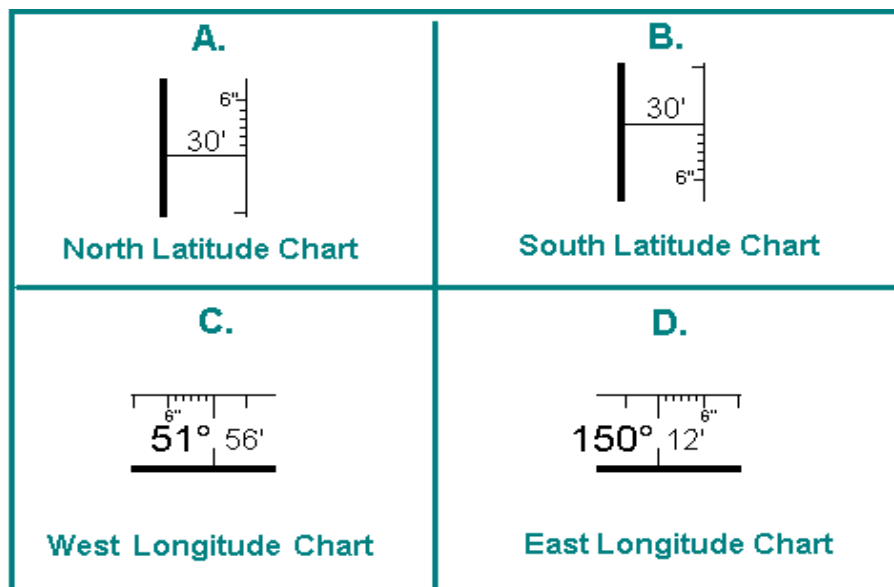 A.
6"
30'
North Latitude Chart
B.
30'
6"
South Latitude Chart
C.
6"
51° 56'
West Longitude Chart
D.
6"
150° 12'
East Longitude Chart